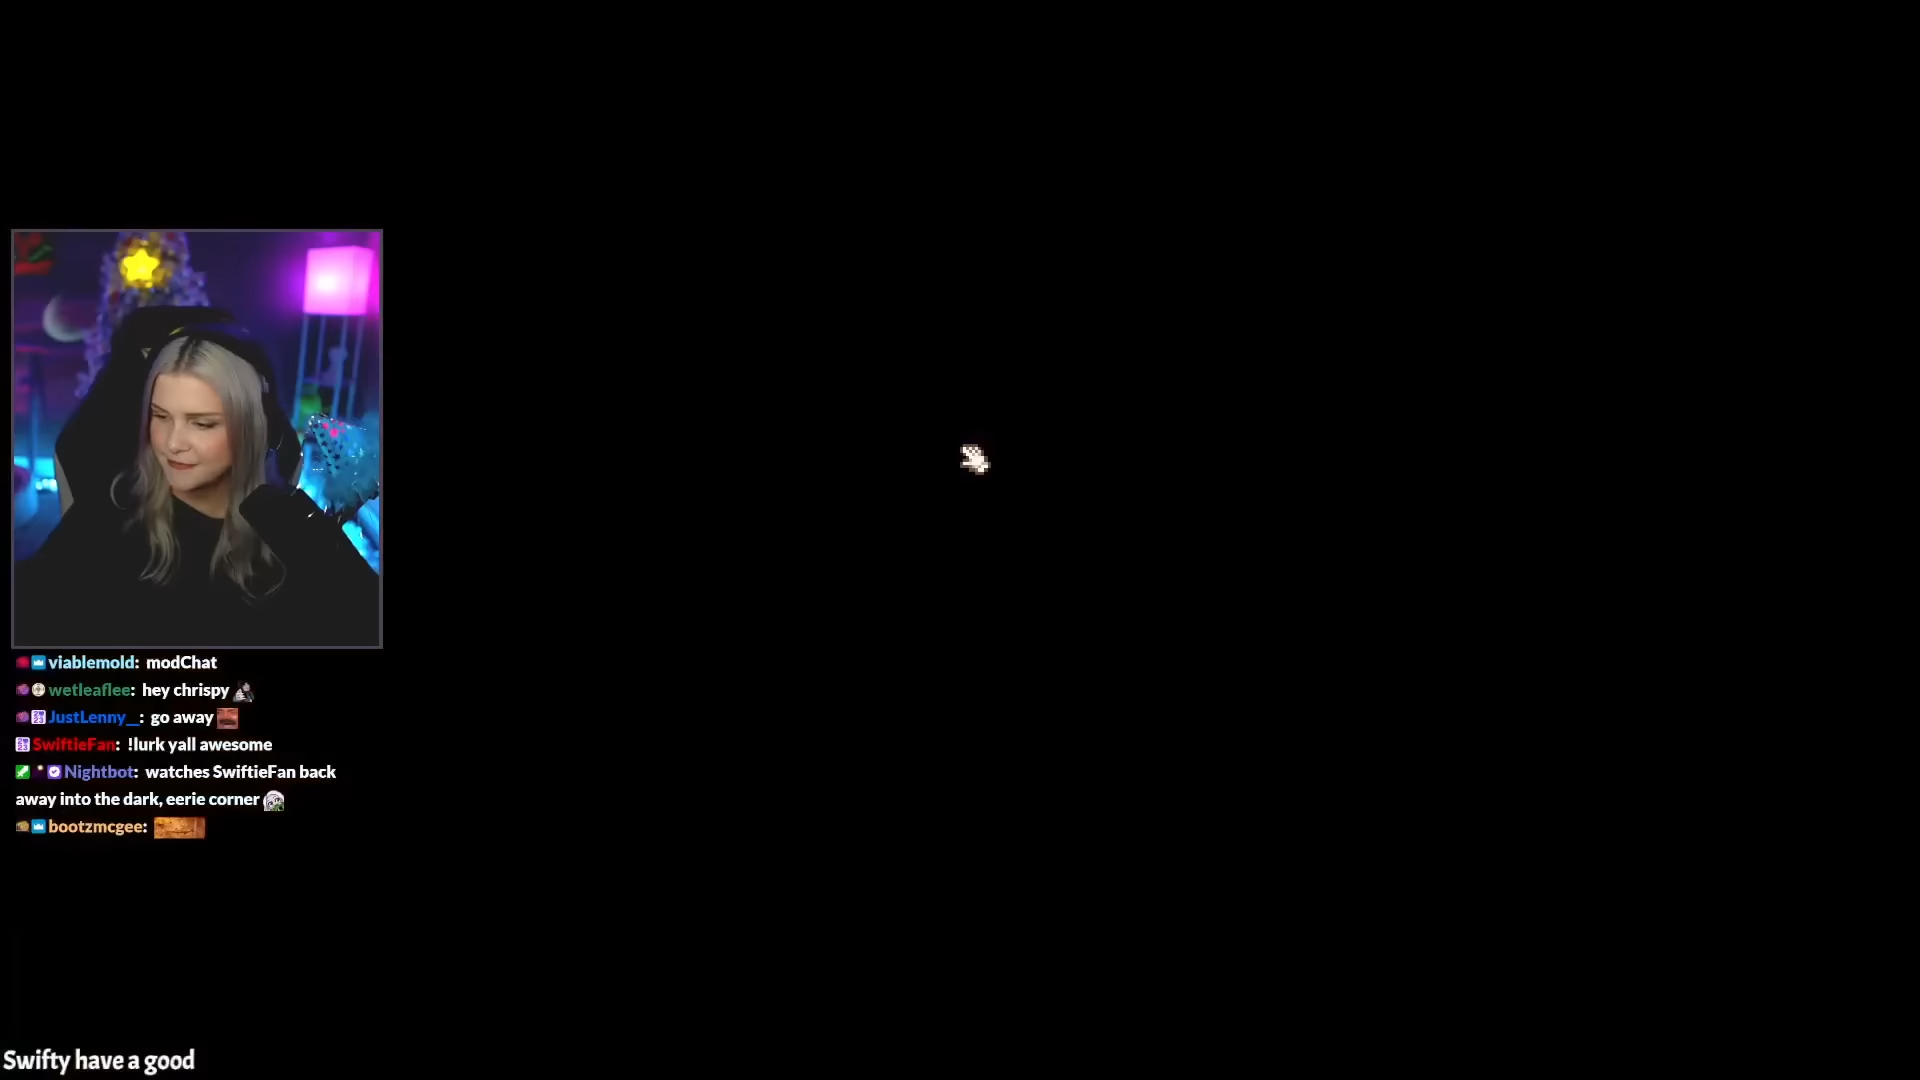 viablemold: modChat
wetleaflee: hey chrispy
JustLenny_: go away
SwiftieFan: !lurk yall awesome
Nightbot: watches SwiftieFan back
away into the dark, eerie corner
bootzmcgee:
Swifty have a good